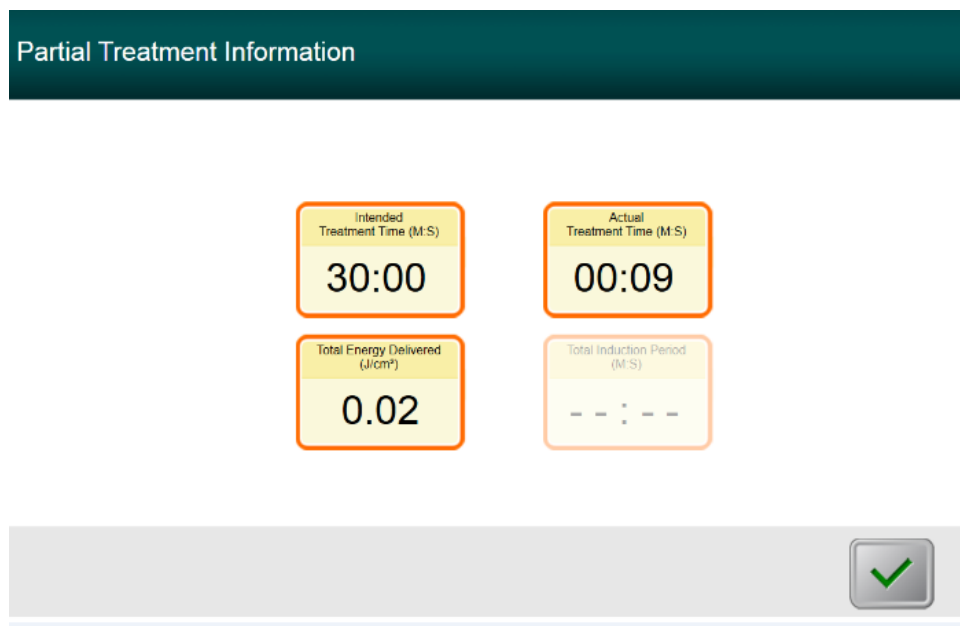 Partial Treatment Information
Intended
Treatment Time (M:S)
30:00
Actual
Treatment Time (M:S)
00:09
Total Energy Delivered
(J/cm²)
0.02
Total Induction Period
(M:S)
- - : - -